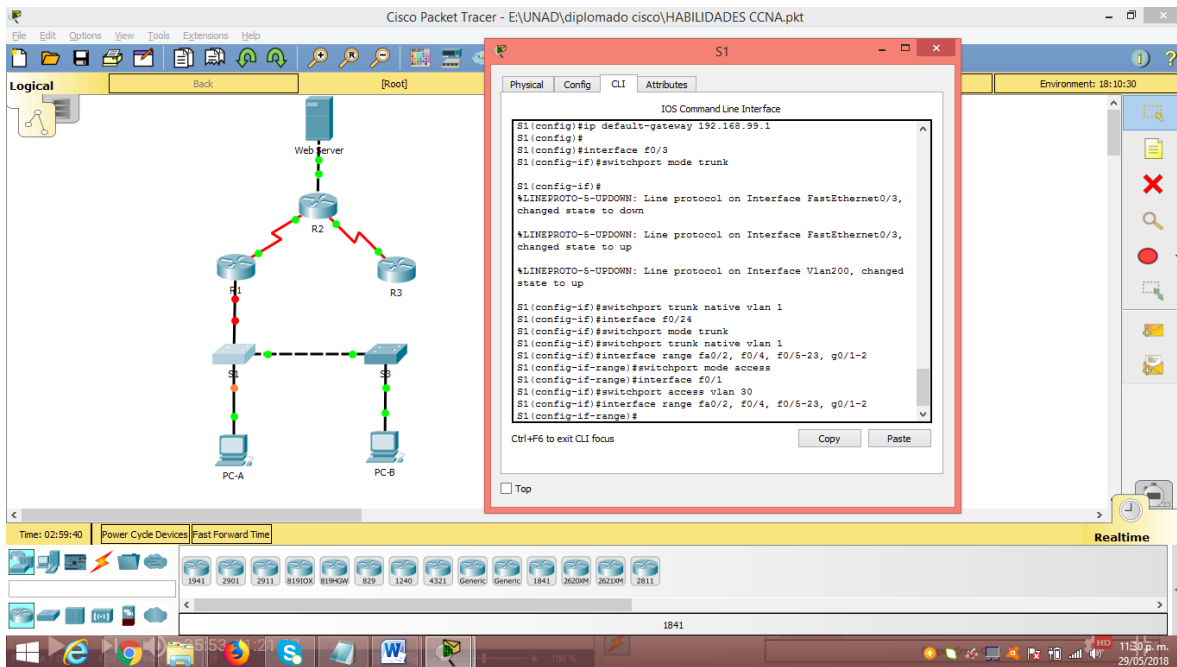 Cisco Packet Tracer - E:\UNAD\diplomado cisco\HABILIDADES CCNA.pkt
File Edit Options View Tools Extensions Help
Logical
Back
[Root]
Environment: 18:10:30
Web Server
R2
R1
R3
S1
S3
PC-A
PC-B
S1
Physical Config CLI Attributes
IOS Command Line Interface
S1(config)#ip default-gateway 192.168.99.1
S1(config)#
S1(config)#interface f0/3
S1(config-if)#switchport mode trunk
S1(config-if)#
%LINEPROTO-5-UPDOWN: Line protocol on Interface FastEthernet0/3,
changed state to down
%LINEPROTO-5-UPDOWN: Line protocol on Interface FastEthernet0/3,
changed state to up
%LINEPROTO-5-UPDOWN: Line protocol on Interface Vlan200, changed
state to up
S1(config-if)#switchport trunk native vlan 1
S1(config-if)#interface f0/24
S1(config-if)#switchport mode trunk
S1(config-if)#switchport trunk native vlan 1
S1(config-if)#interface range fa0/2, f0/4, f0/5-23, g0/1-2
S1(config-if-range)#switchport mode access
S1(config-if-range)#interface f0/1
S1(config-if)#switchport access vlan 30
S1(config-if)#interface range fa0/2, f0/4, f0/5-23, g0/1-2
S1(config-if-range)#
Ctrl+F6 to exit CLI focus
Copy
Paste
Top
Time: 02:59:40
Power Cycle Devices Fast Forward Time
Realtime
1941 2901 2911 819IOX 819HGW 829 1240 4321 Generic Generic 1841 2620XM 2621XM 2811
1841
100 %
HD
11:30 p. m.
29/05/2018